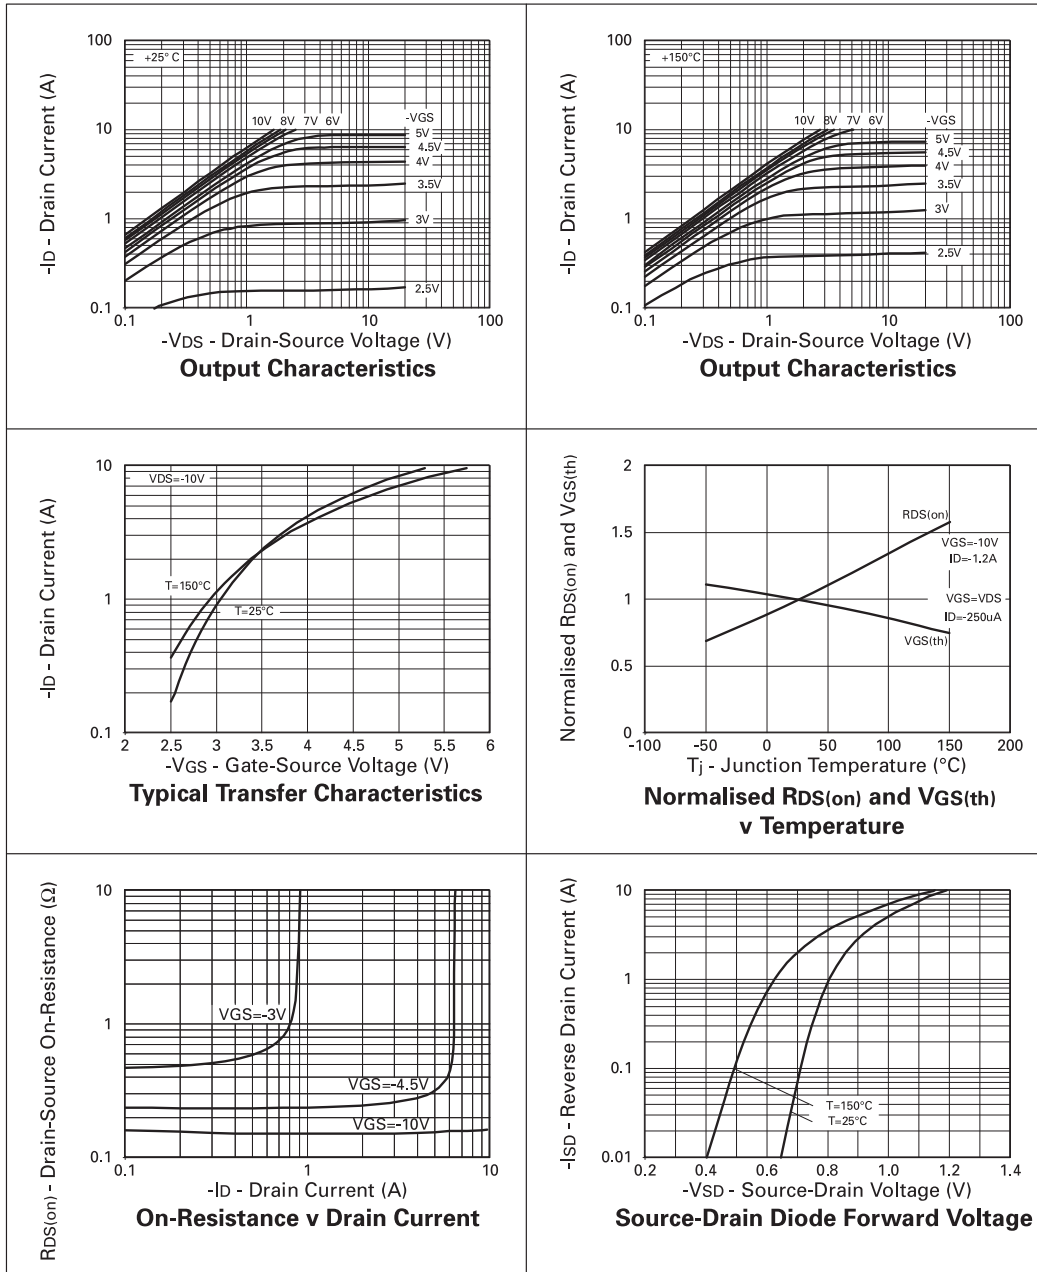 100
10
1
0.1
-ID - Drain Current (A)
+25° C
10V 8V 7V 6V
-VGS
5V
4.5V
4V
3.5V
3V
2.5V
0.1 1 10 100
-VDS - Drain-Source Voltage (V)
Output Characteristics
100
10
1
0.1
-ID - Drain Current (A)
+150°C
10V 8V 7V 6V
-VGS
5V
4.5V
4V
3.5V
3V
2.5V
0.1 1 10 100
-VDS - Drain-Source Voltage (V)
Output Characteristics
10
1
0.1
-ID - Drain Current (A)
VDS=-10V
T=150°C
T=25°C
2 2.5 3 3.5 4 4.5 5 5.5 6
-VGS - Gate-Source Voltage (V)
Typical Transfer Characteristics
2
1.5
1
0.5
0
Normalised RDS(on) and VGS(th)
RDS(on)
VGS=-10V
ID=-1.2A
VGS=VDS
ID=-250uA
VGS(th)
-100 -50 0 50 100 150 200
Tj - Junction Temperature (°C)
Normalised RDS(on) and VGS(th)
v Temperature
10
1
0.1
RDS(on) - Drain-Source On-Resistance (Ω)
VGS=-3V
VGS=-4.5V
VGS=-10V
0.1 1 10
-ID - Drain Current (A)
On-Resistance v Drain Current
10
1
0.1
0.01
-ISD - Reverse Drain Current (A)
T=150°C
T=25°C
0.2 0.4 0.6 0.8 1.0 1.2 1.4
-VSD - Source-Drain Voltage (V)
Source-Drain Diode Forward Voltage